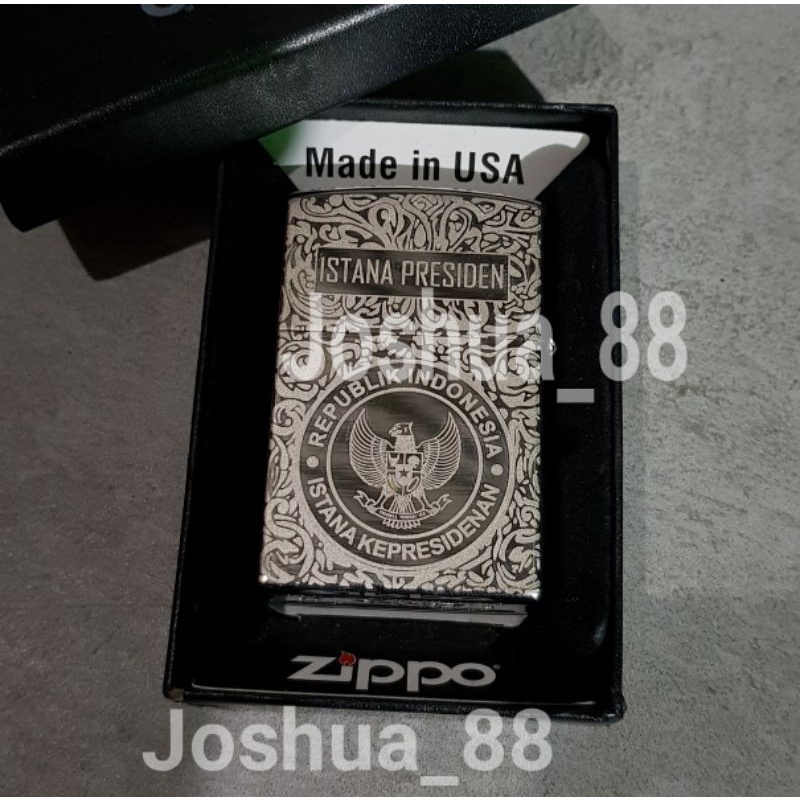 Made in USA
ISTANA PRESIDEN
Joshua_88
REPUBLIK INDONESIA
ISTANA KEPRESIDENAN
zippo
Joshua_88